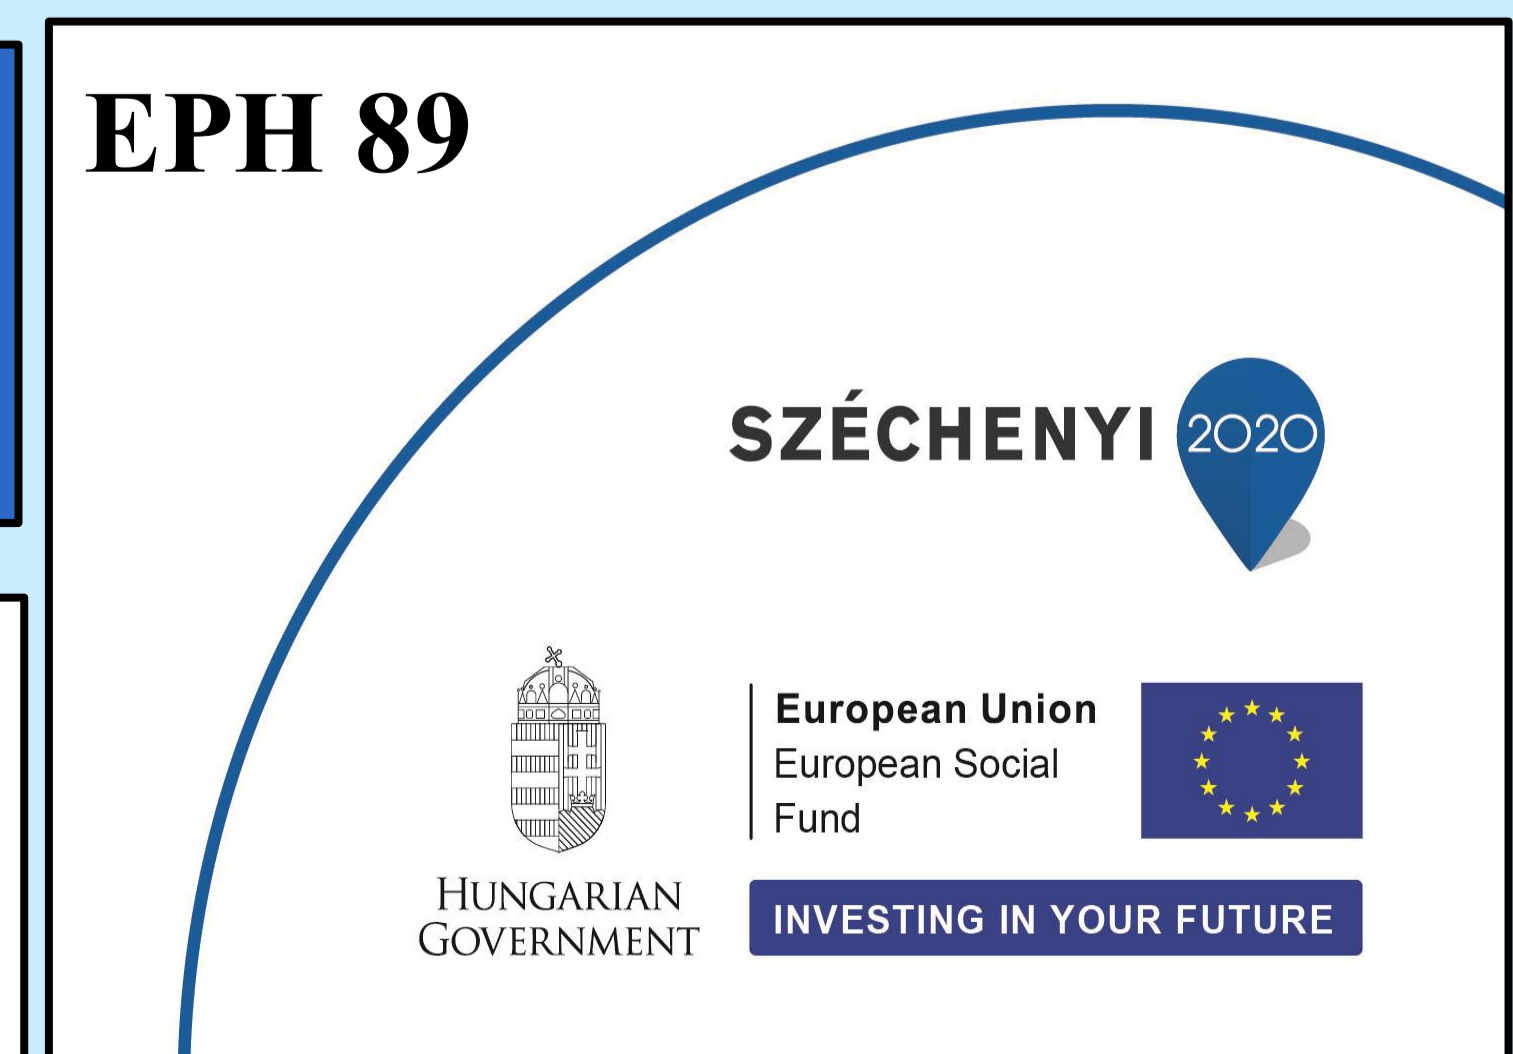 EPH 89
SZÉCHENYI 2020
European Union
European Social
Fund
HUNGARIAN
GOVERNMENT
INVESTING IN YOUR FUTURE